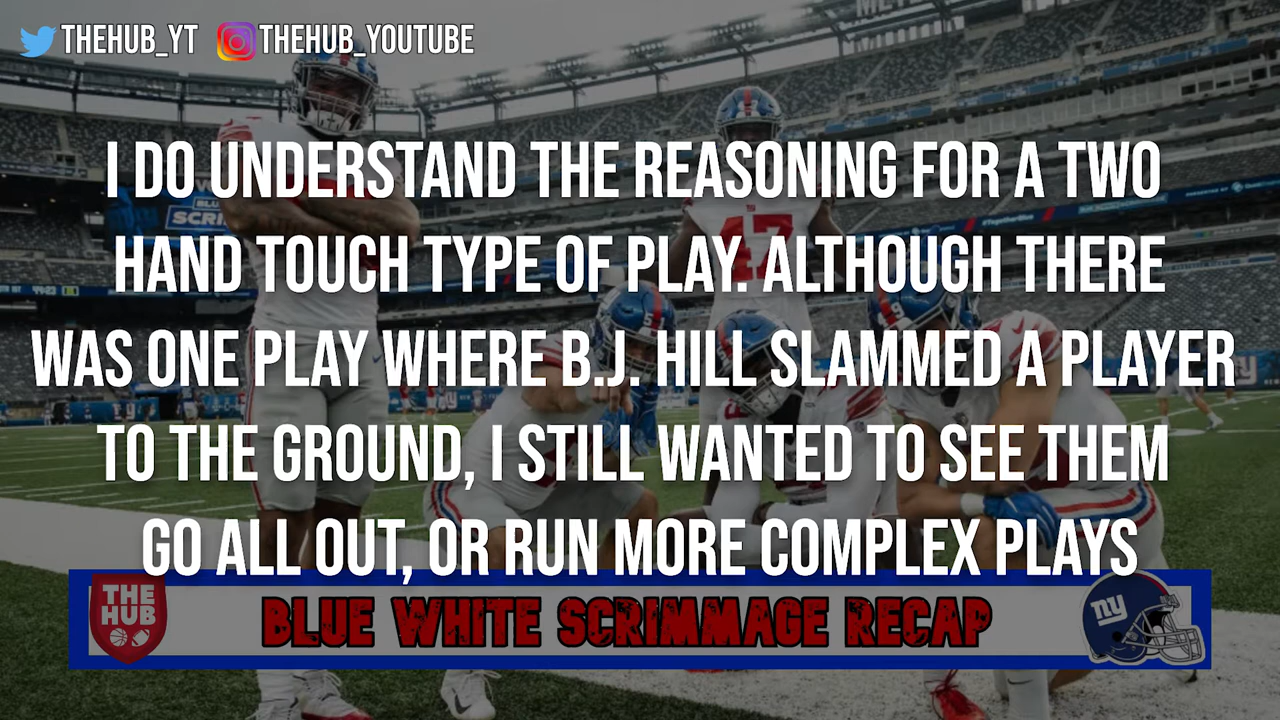 THEHUB_YT THEHUB_YOUTUBE
I DO UNDERSTAND THE REASONING FOR A TWO
HAND TOUCH TYPE OF PLAY. ALTHOUGH THERE
WAS ONE PLAY WHERE B.J. HILL SLAMMED A PLAYER
TO THE GROUND, I STILL WANTED TO SEE THEM
GO ALL OUT, OR RUN MORE COMPLEX PLAYS
THE
HUB
BLUE WHITE SCRIMMAGE RECAP
ny
47